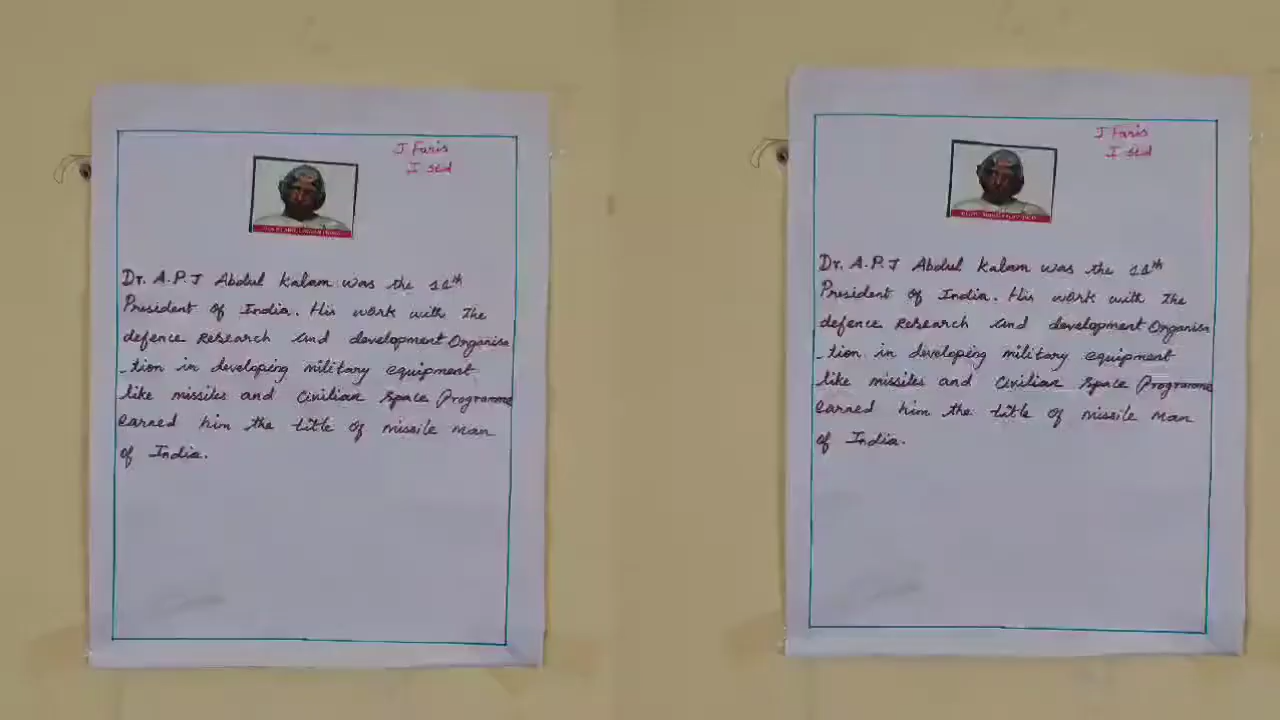 J Faris
I sed
Dr. A.P.J Abdul Kalam was the 11th
President of India. His work with The
defence Research and development Organisa
-tion in developing military equipment
like missiles and Civilian Space Programme
earned him the title of missile man
of India.
J Faris
I sed
Dr. A.P.J Abdul Kalam was the 11th
President of India. His work with The
defence Research and development Organisa
-tion in developing military equipment
like missiles and Civilian Space Programme
earned him the title of missile man
of India.